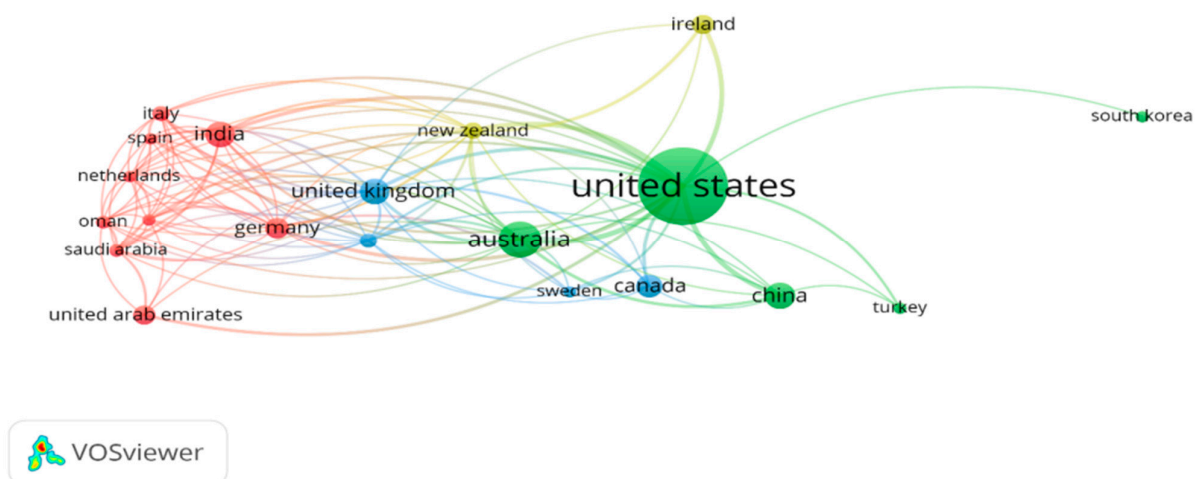 ireland
south korea
italy
india
spain
new zealand
netherlands
united kingdom
united states
oman
germany
australia
saudi arabia
sweden
canada
china
turkey
united arab emirates
VOSviewer